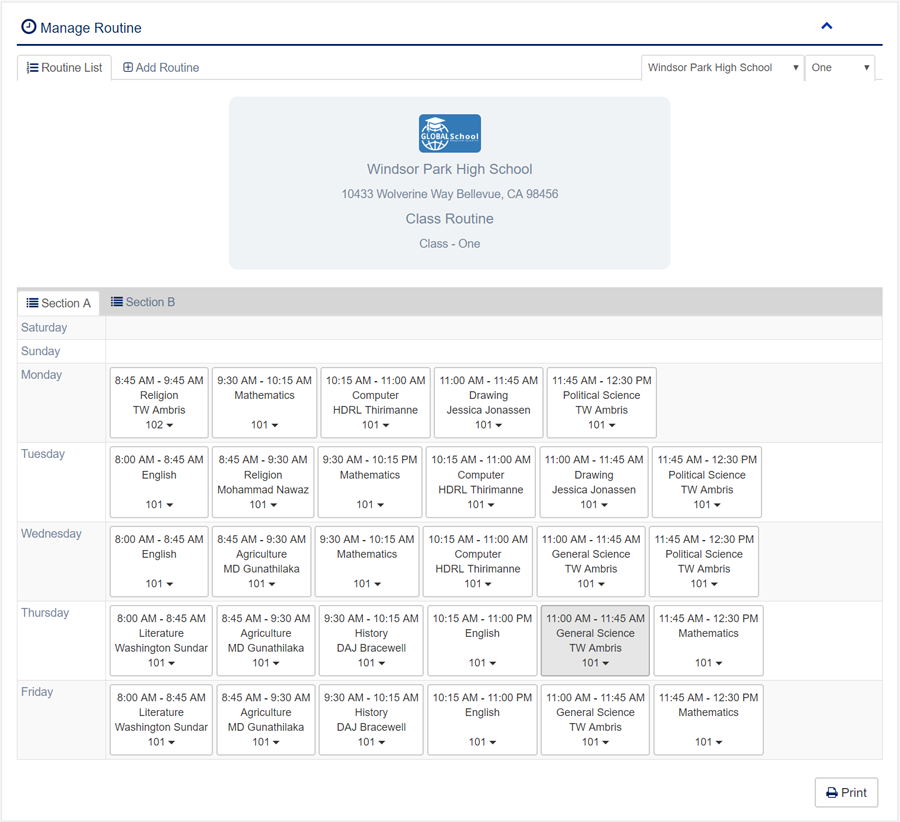 Manage Routine
Routine List Add Routine Windsor Park High School One
GLOBAL School
Windsor Park High School
10433 Wolverine Way Bellevue, CA 98456
Class Routine
Class - One
Section A Section B
Saturday
Sunday
Monday
8:45 AM - 9:45 AM 9:30 AM - 10:15 AM 10:15 AM - 11:00 AM 11:00 AM - 11:45 AM 11:45 AM - 12:30 PM
Religion Mathematics Computer Drawing Political Science
TW Ambris HDRL Thirimanne Jessica Jonassen TW Ambris
102 101 101 101 101
Tuesday
8:00 AM - 8:45 AM 8:45 AM - 9:30 AM 9:30 AM - 10:15 PM 10:15 AM - 11:00 AM 11:00 AM - 11:45 AM 11:45 AM - 12:30 PM
English Religion Mathematics Computer Drawing Political Science
Mohammad Nawaz HDRL Thirimanne Jessica Jonassen TW Ambris
101 101 101 101 101 101
Wednesday
8:00 AM - 8:45 AM 8:45 AM - 9:30 AM 9:30 AM - 10:15 PM 10:15 AM - 11:00 AM 11:00 AM - 11:45 AM 11:45 AM - 12:30 PM
English Agriculture Mathematics Computer General Science Political Science
MD Gunathilaka HDRL Thirimanne TW Ambris TW Ambris
101 101 101 101 101 101
Thursday
8:00 AM - 8:45 AM 8:45 AM - 9:30 AM 9:30 AM - 10:15 AM 10:15 AM - 11:00 PM 11:00 AM - 11:45 AM 11:45 AM - 12:30 PM
Literature Agriculture History English General Science Mathematics
Washington Sundar MD Gunathilaka DAJ Bracewell TW Ambris
101 101 101 101 101 101
Friday
8:00 AM - 8:45 AM 8:45 AM - 9:30 AM 9:30 AM - 10:15 AM 10:15 AM - 11:00 PM 11:00 AM - 11:45 AM 11:45 AM - 12:30 PM
Literature Agriculture History English General Science Mathematics
Washington Sundar MD Gunathilaka DAJ Bracewell TW Ambris
101 101 101 101 101 101
Print